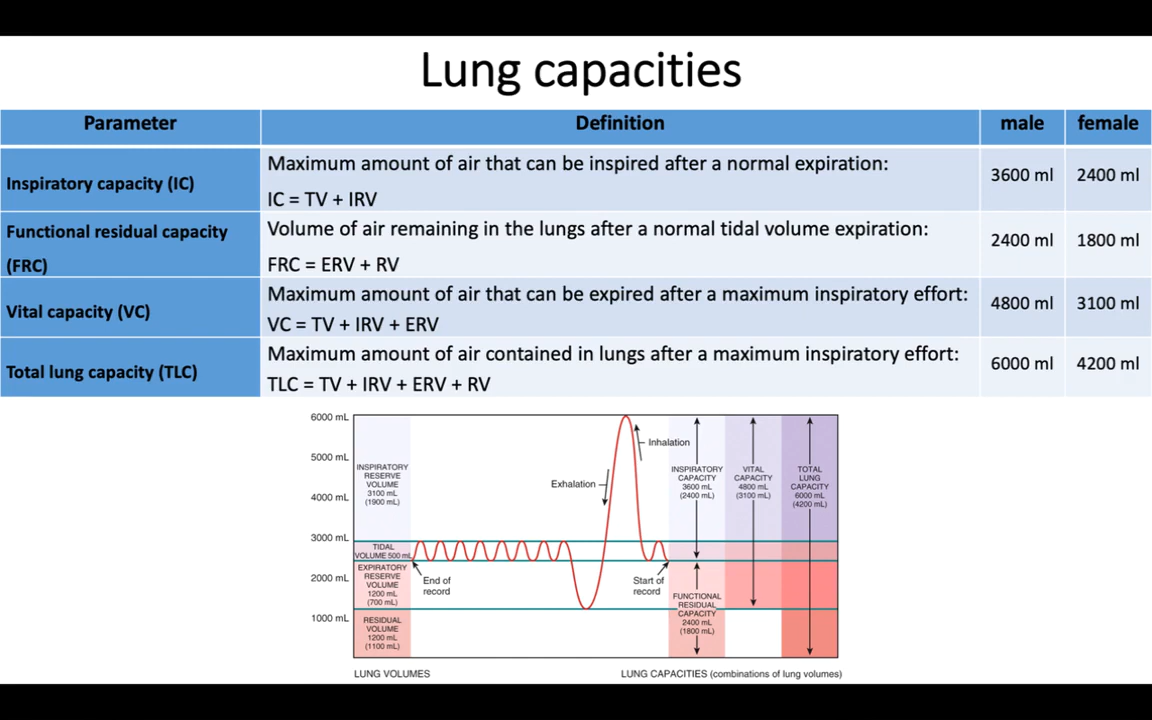 Lung capacities
Parameter Definition male female
Inspiratory capacity (IC) Maximum amount of air that can be inspired after a normal expiration: 3600 ml 2400 ml
IC = TV + IRV
Functional residual capacity Volume of air remaining in the lungs after a normal tidal volume expiration: 2400 ml 1800 ml
(FRC) FRC = ERV + RV
Vital capacity (VC) Maximum amount of air that can be expired after a maximum inspiratory effort: 4800 ml 3100 ml
VC = TV + IRV + ERV
Total lung capacity (TLC) Maximum amount of air contained in lungs after a maximum inspiratory effort: 6000 ml 4200 ml
TLC = TV + IRV + ERV + RV
6000 mL
5000 mL
4000 mL
3000 mL
2000 mL
1000 mL
INSPIRATORY
RESERVE
VOLUME
3100 mL
(1900 mL)
TIDAL
VOLUME 500 mL
EXPIRATORY
RESERVE
VOLUME
1200 mL
(700 mL)
RESIDUAL
VOLUME
1200 mL
(1100 mL)
End of
record
Exhalation
Inhalation
Start of
record
INSPIRATORY
CAPACITY
3600 mL
(2400 mL)
FUNCTIONAL
RESIDUAL
CAPACITY
2400 mL
(1800 mL)
VITAL
CAPACITY
4800 mL
(3100 mL)
TOTAL
LUNG
CAPACITY
6000 mL
(4200 mL)
LUNG VOLUMES
LUNG CAPACITIES (combinations of lung volumes)